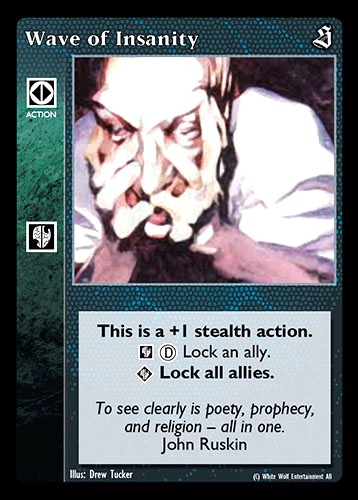 Wave of Insanity
ACTION
This is a +1 stealth action.
D Lock an ally.
Lock all allies.
To see clearly is poetry, prophecy,
and religion – all in one.
John Ruskin
Illus: Drew Tucker
(C) White Wolf Entertainment AB